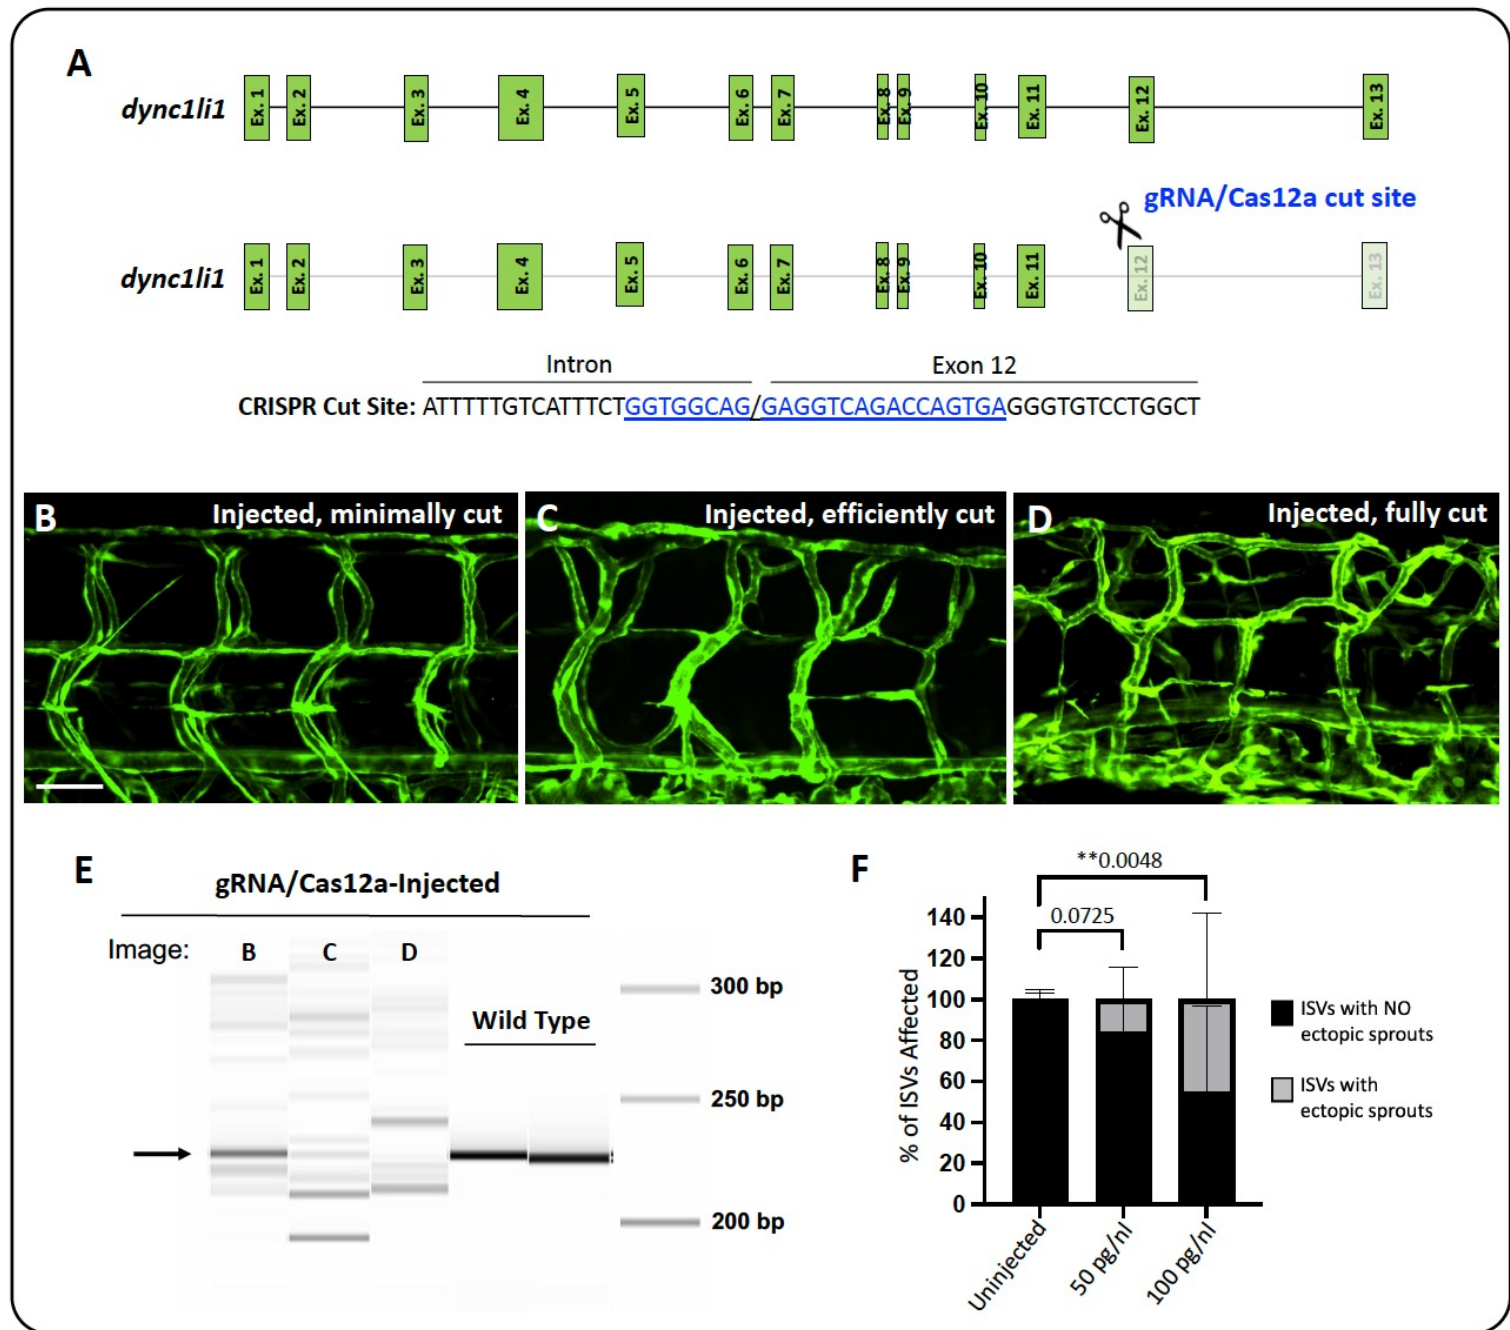 A
dync1li1
Ex. 1
Ex. 2
Ex. 3
Ex. 4
Ex. 5
Ex. 6
Ex. 7
Ex. 8
Ex. 9
Ex. 10
Ex. 11
Ex. 12
Ex. 13
gRNA/Cas12a cut site
dync1li1
Ex. 1
Ex. 2
Ex. 3
Ex. 4
Ex. 5
Ex. 6
Ex. 7
Ex. 8
Ex. 9
Ex. 10
Ex. 11
Ex. 12
Ex. 13
Intron
Exon 12
CRISPR Cut Site: ATTTTTGTCATTTCTGGTGGCAG/GAGGTCAGACCAGTGAGGGTGTCCTGGCT
B
Injected, minimally cut
C
Injected, efficiently cut
D
Injected, fully cut
E
gRNA/Cas12a-Injected
Image: B C D
Wild Type
300 bp
250 bp
200 bp
F
**0.0048
0.0725
% of ISVs Affected
140
120
100
80
60
40
20
0
Uninjected
50 pg/nl
100 pg/nl
ISVs with NO
ectopic sprouts
ISVs with
ectopic sprouts